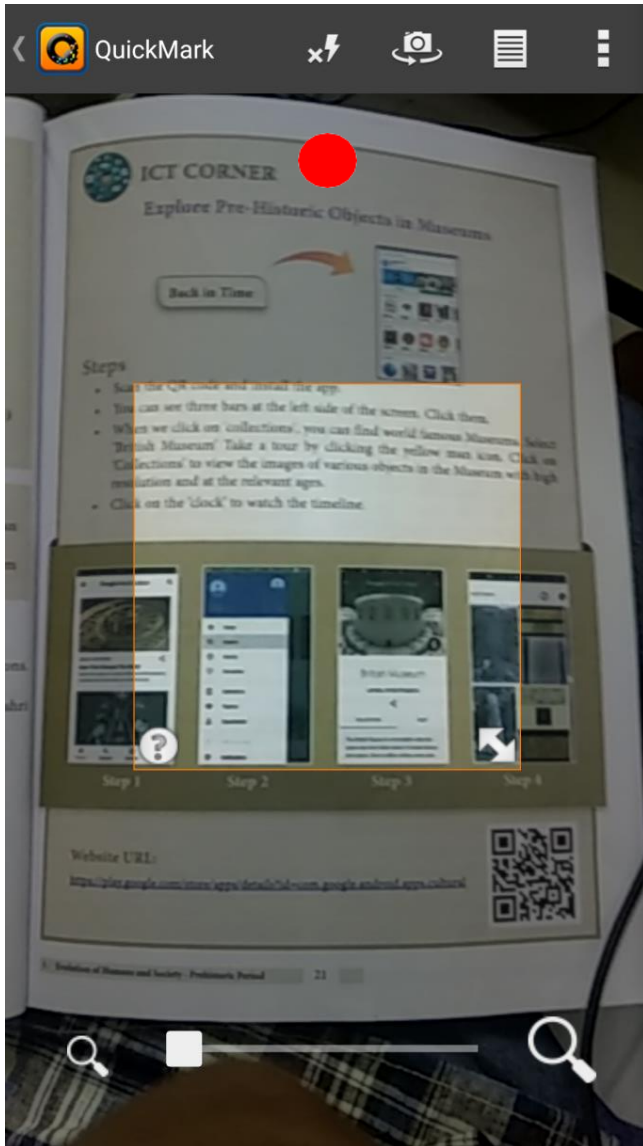 QuickMark
ICT CORNER
Explore Pre-Historic Objects in Museums
Back in Time
Steps
• Scan the QR code and install the app.
• You can see three bars at the left side of the screen. Click them.
• When we click on 'collections', you can find world famous Museums. Select
'British Museum' Take a tour by clicking the yellow man icon. Click on
'Collections' to view the images of various objects in the Museum with high
resolution and at the relevant ages.
• Click on the 'clock' to watch the timeline.
British Museum
?
Step 1
Step 2
Step 3
Step 4
Website URL:
https://play.google.com/store/apps/details?id=com.google.android.apps.cultural
Evolution of Humans and Society - Prehistoric Period
21